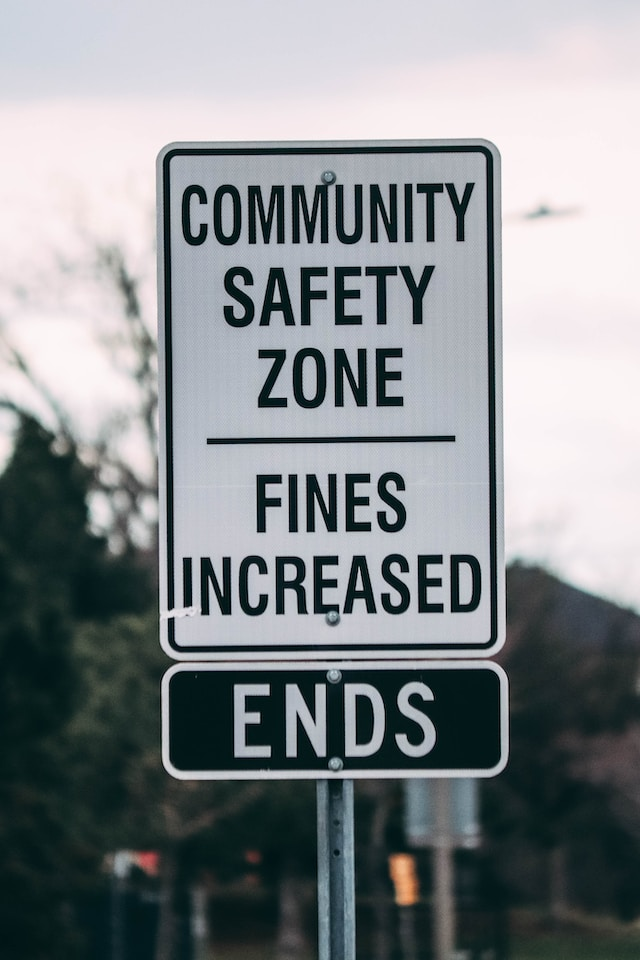 COMMUNITY
SAFETY
ZONE
FINES
INCREASED
ENDS